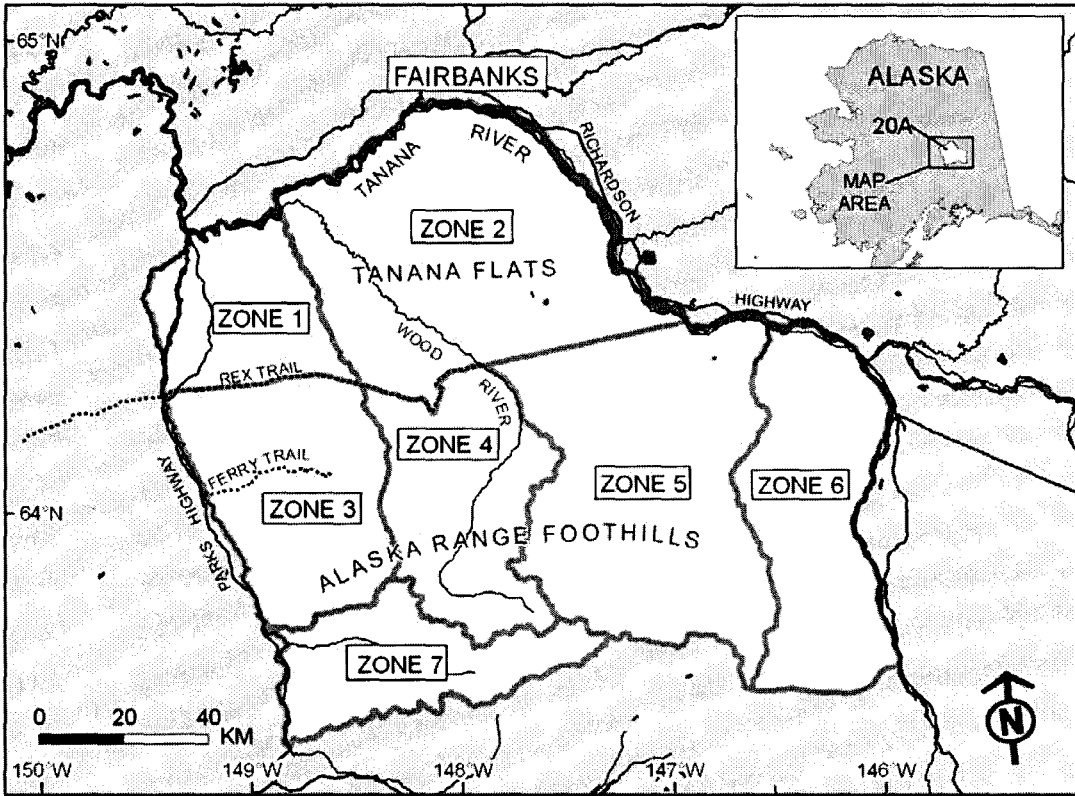 65°N
FAIRBANKS
ALASKA
20A
MAP
AREA
TANANA
RIVER
RICHARDSON
ZONE 2
TANANA FLATS
HIGHWAY
ZONE 1
WOOD
RIVER
REX TRAIL
ZONE 4
PARKS HIGHWAY
FERRY TRAIL
ZONE 3
ZONE 5
ZONE 6
64°N
ALASKA RANGE FOOTHILLS
ZONE 7
0 20 40
KM
N
150°W 149°W 148°W 147°W 146°W